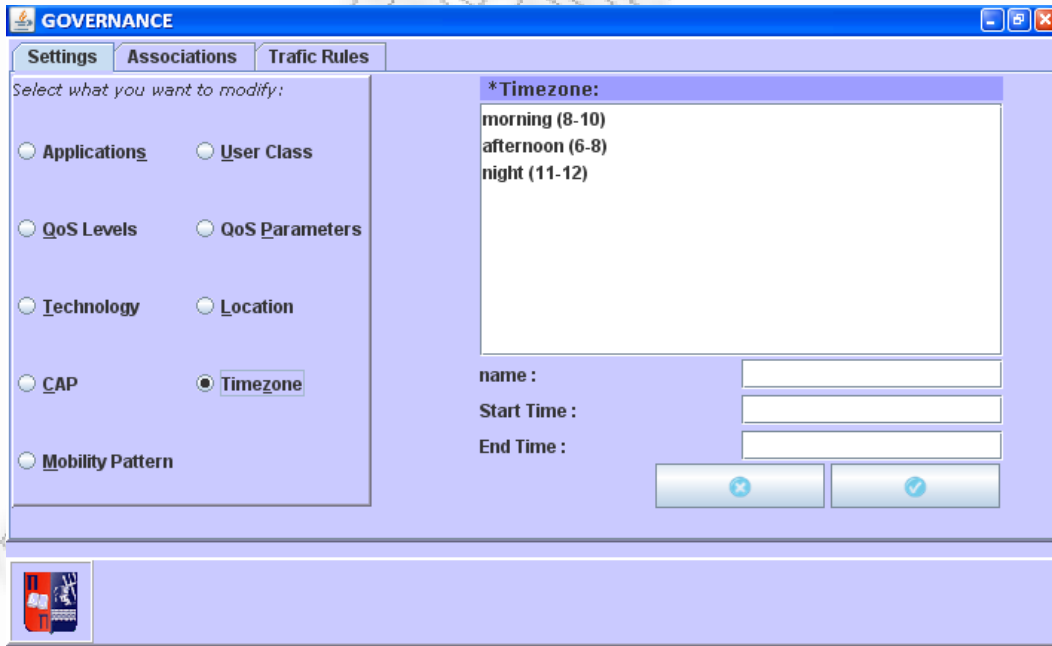 GOVERNANCE
Settings Associations Trafic Rules
Select what you want to modify:
Applications User Class
QoS Levels QoS Parameters
Technology Location
CAP Timezone
Mobility Pattern
*Timezone:
morning (8-10)
afternoon (6-8)
night (11-12)
name :
Start Time :
End Time :
Π
Π